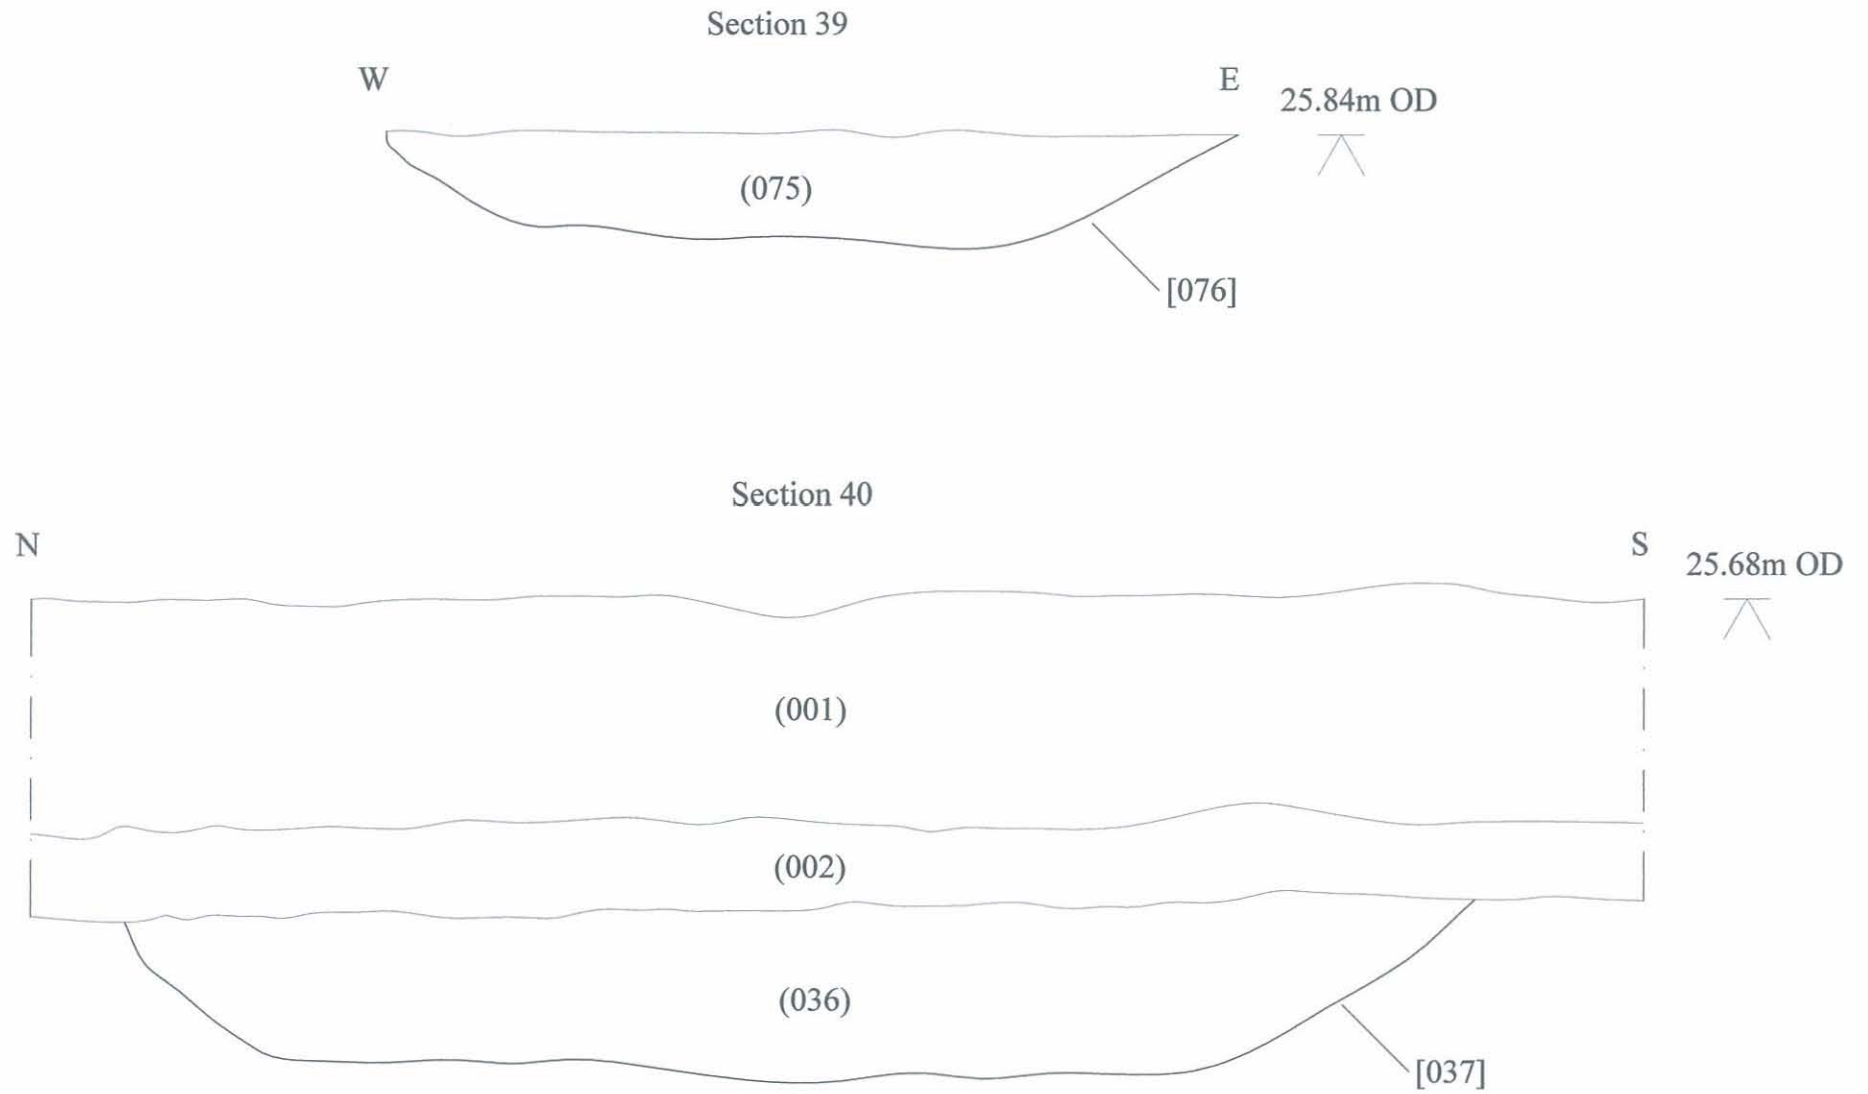 Section 39
W
E
25.84m OD
(075)
[076]
Section 40
N
S
25.68m OD
(001)
(002)
(036)
[037]